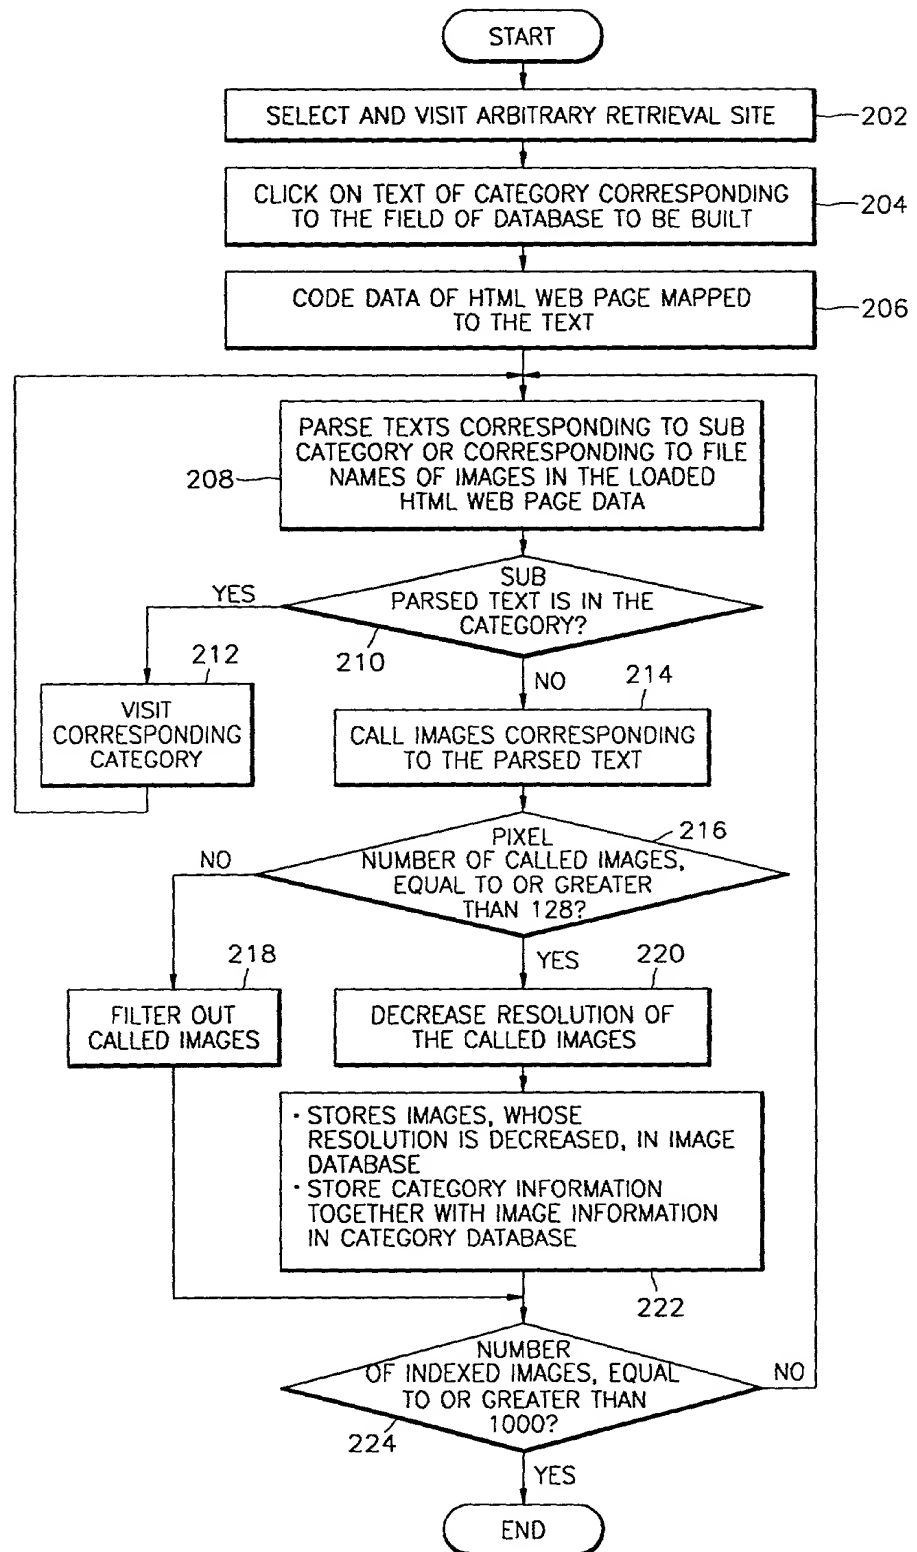 START
SELECT AND VISIT ARBITRARY RETRIEVAL SITE
202
CLICK ON TEXT OF CATEGORY CORRESPONDING
TO THE FIELD OF DATABASE TO BE BUILT
204
CODE DATA OF HTML WEB PAGE MAPPED
TO THE TEXT
206
PARSE TEXTS CORRESPONDING TO SUB
CATEGORY OR CORRESPONDING TO FILE
NAMES OF IMAGES IN THE LOADED
HTML WEB PAGE DATA
208
SUB
PARSED TEXT IS IN THE
CATEGORY?
YES
210
212
NO
214
VISIT
CORRESPONDING
CATEGORY
CALL IMAGES CORRESPONDING
TO THE PARSED TEXT
PIXEL
NUMBER OF CALLED IMAGES,
EQUAL TO OR GREATER
THAN 128?
216
NO
218
YES
220
FILTER OUT
CALLED IMAGES
DECREASE RESOLUTION OF
THE CALLED IMAGES
· STORES IMAGES, WHOSE
RESOLUTION IS DECREASED, IN IMAGE
DATABASE
· STORE CATEGORY INFORMATION
TOGETHER WITH IMAGE INFORMATION
IN CATEGORY DATABASE
222
NUMBER
OF INDEXED IMAGES, EQUAL
TO OR GREATER THAN
1000?
NO
224
YES
END